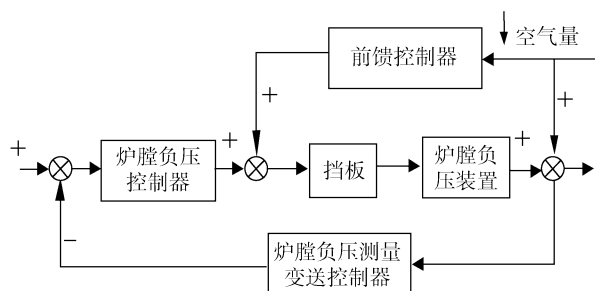 空气量
前馈控制器
+
+
+
+
+
炉膛负压
控制器
挡板
炉膛负
压装置
−
炉膛负压测量
变送控制器